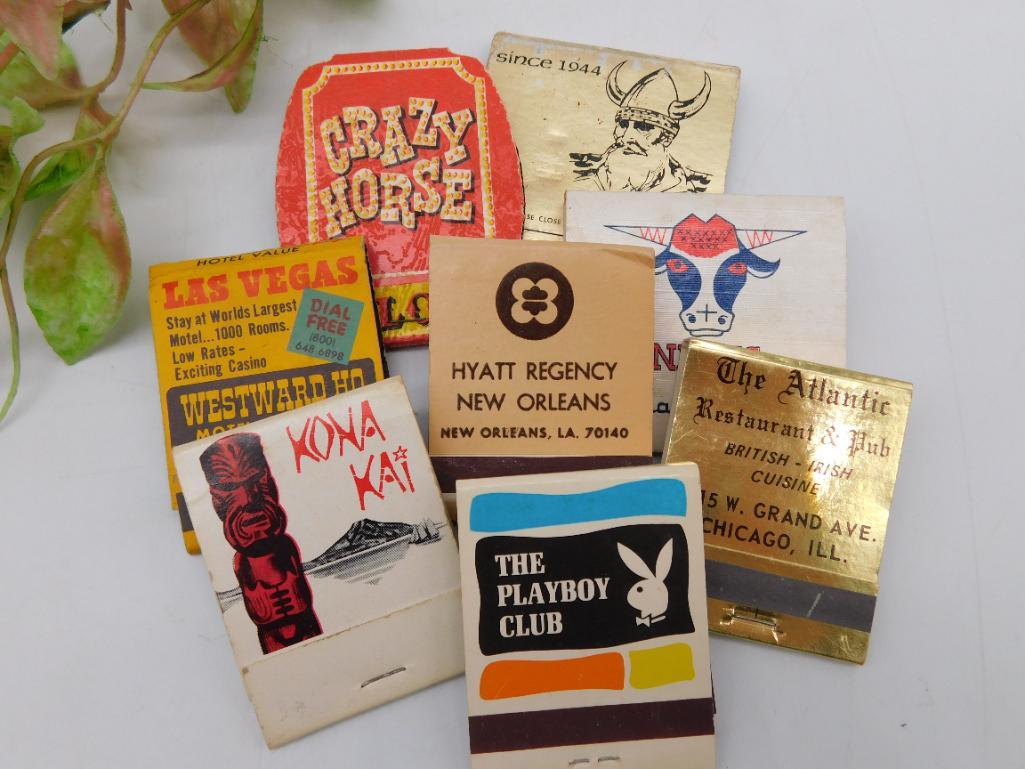 since 1944
CRAZY
HORSE
HOTEL VALUE
LAS VEGAS
Stay at Worlds Largest
Motel...1000 Rooms.
Low Rates -
Exciting Casino
DIAL
FREE
(800)
648-6898
WESTWARD HO
HYATT REGENCY
NEW ORLEANS
NEW ORLEANS, LA. 70140
The Atlantic
Restaurant & Pub
BRITISH - IRISH
CUISINE
W. GRAND AVE.
CHICAGO, ILL.
KONA
KAI
THE
PLAYBOY
CLUB